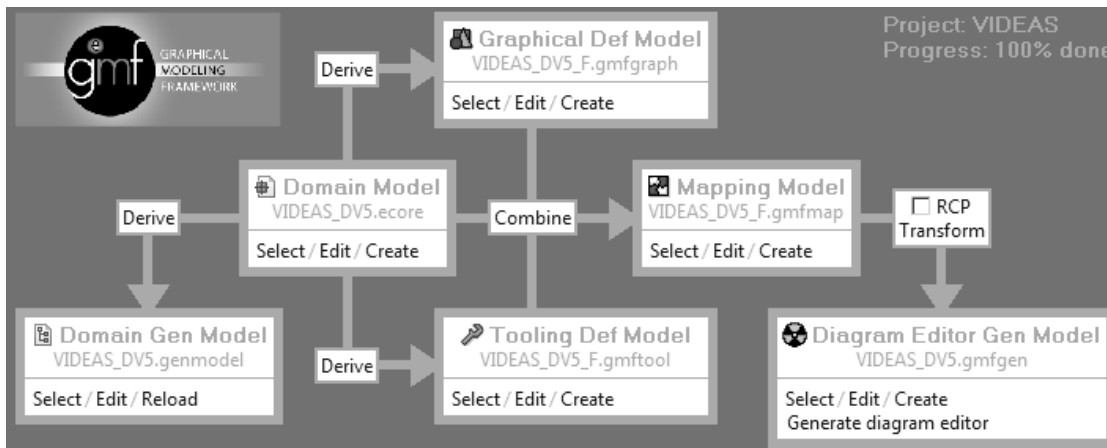 e
gmf
GRAPHICAL
MODELING
FRAMEWORK
Project: VIDEAS
Progress: 100% done
Graphical Def Model
VIDEAS_DV5_F.gmfgraph
Select / Edit / Create
Derive
Domain Model
VIDEAS_DV5.ecore
Select / Edit / Create
Derive
Combine
Mapping Model
VIDEAS_DV5_F.gmfmap
Select / Edit / Create
RCP
Transform
Domain Gen Model
VIDEAS_DV5.genmodel
Select / Edit / Reload
Derive
Tooling Def Model
VIDEAS_DV5_F.gmftool
Select / Edit / Create
Diagram Editor Gen Model
VIDEAS_DV5.gmfgen
Select / Edit / Create
Generate diagram editor